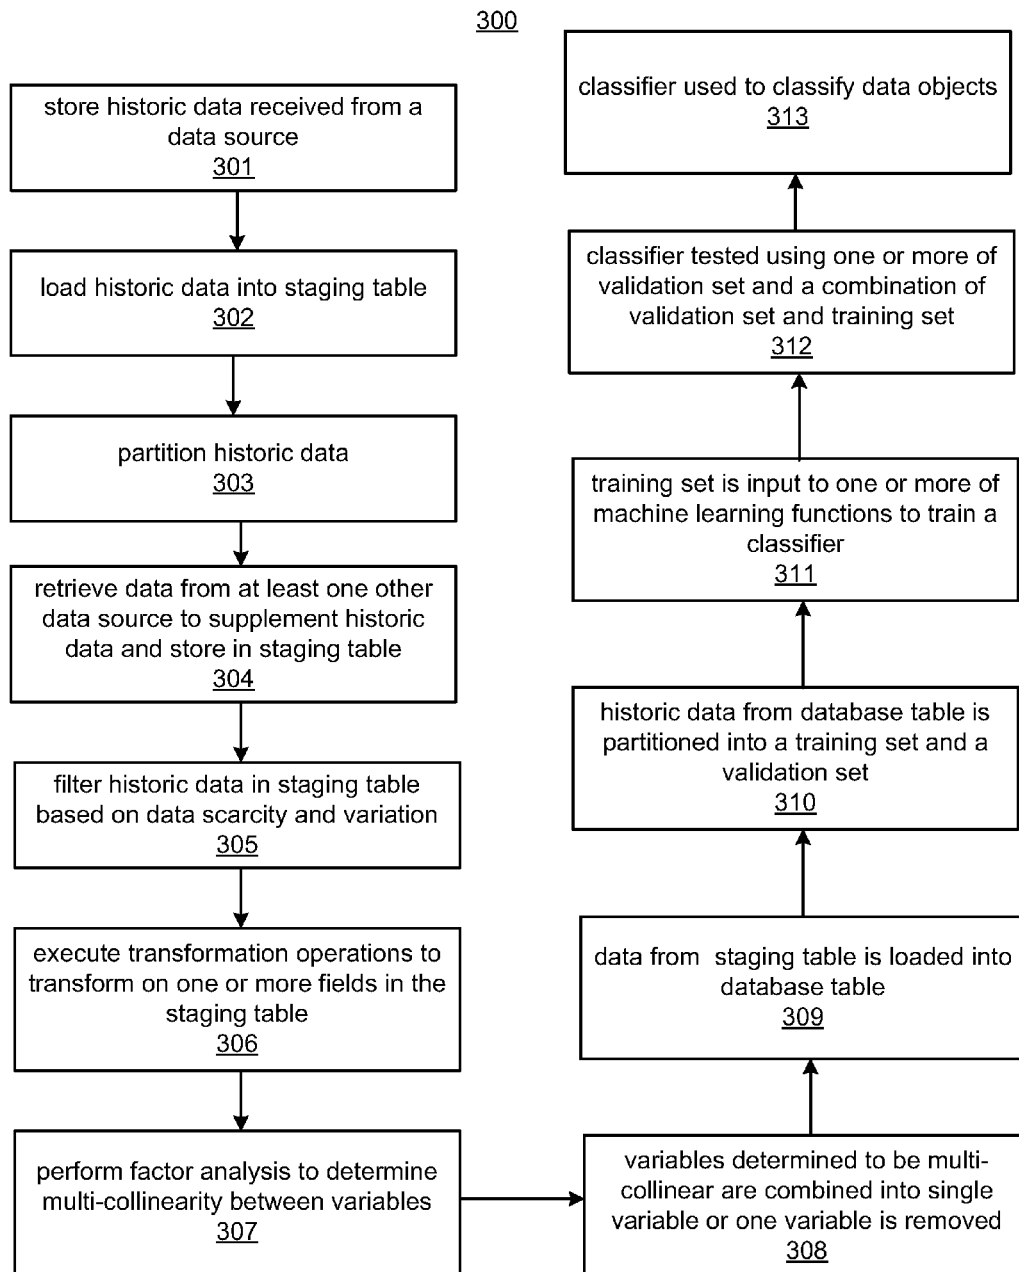 300
store historic data received from a
data source
301
load historic data into staging table
302
partition historic data
303
retrieve data from at least one other
data source to supplement historic
data and store in staging table
304
filter historic data in staging table
based on data scarcity and variation
305
execute transformation operations to
transform on one or more fields in the
staging table
306
perform factor analysis to determine
multi-collinearity between variables
307
variables determined to be multi-
collinear are combined into single
variable or one variable is removed
308
data from staging table is loaded into
database table
309
historic data from database table is
partitioned into a training set and a
validation set
310
training set is input to one or more of
machine learning functions to train a
classifier
311
classifier tested using one or more of
validation set and a combination of
validation set and training set
312
classifier used to classify data objects
313